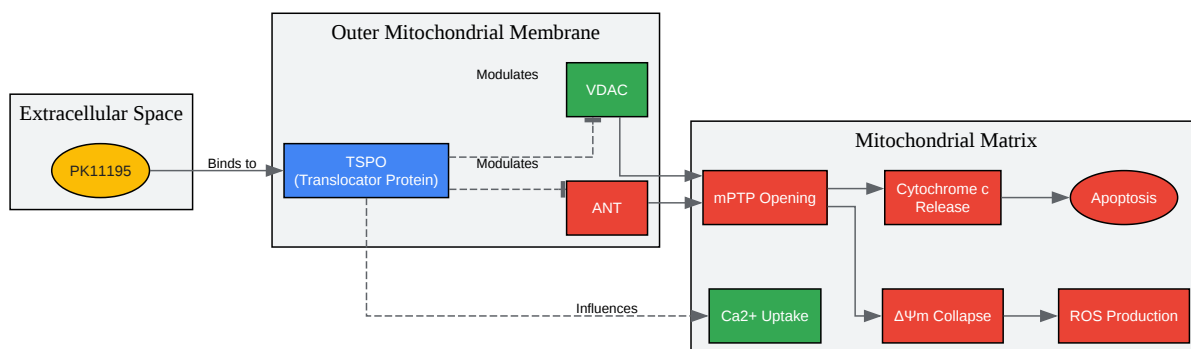 Outer Mitochondrial Membrane
Modulates
VDAC
Extracellular Space
Mitochondrial Matrix
PK11195
Binds to
TSPO
(Translocator Protein)
Modulates
ANT
mPTP Opening
Cytochrome c
Release
Apoptosis
Influences
Ca2+ Uptake
ΔΨm Collapse
ROS Production